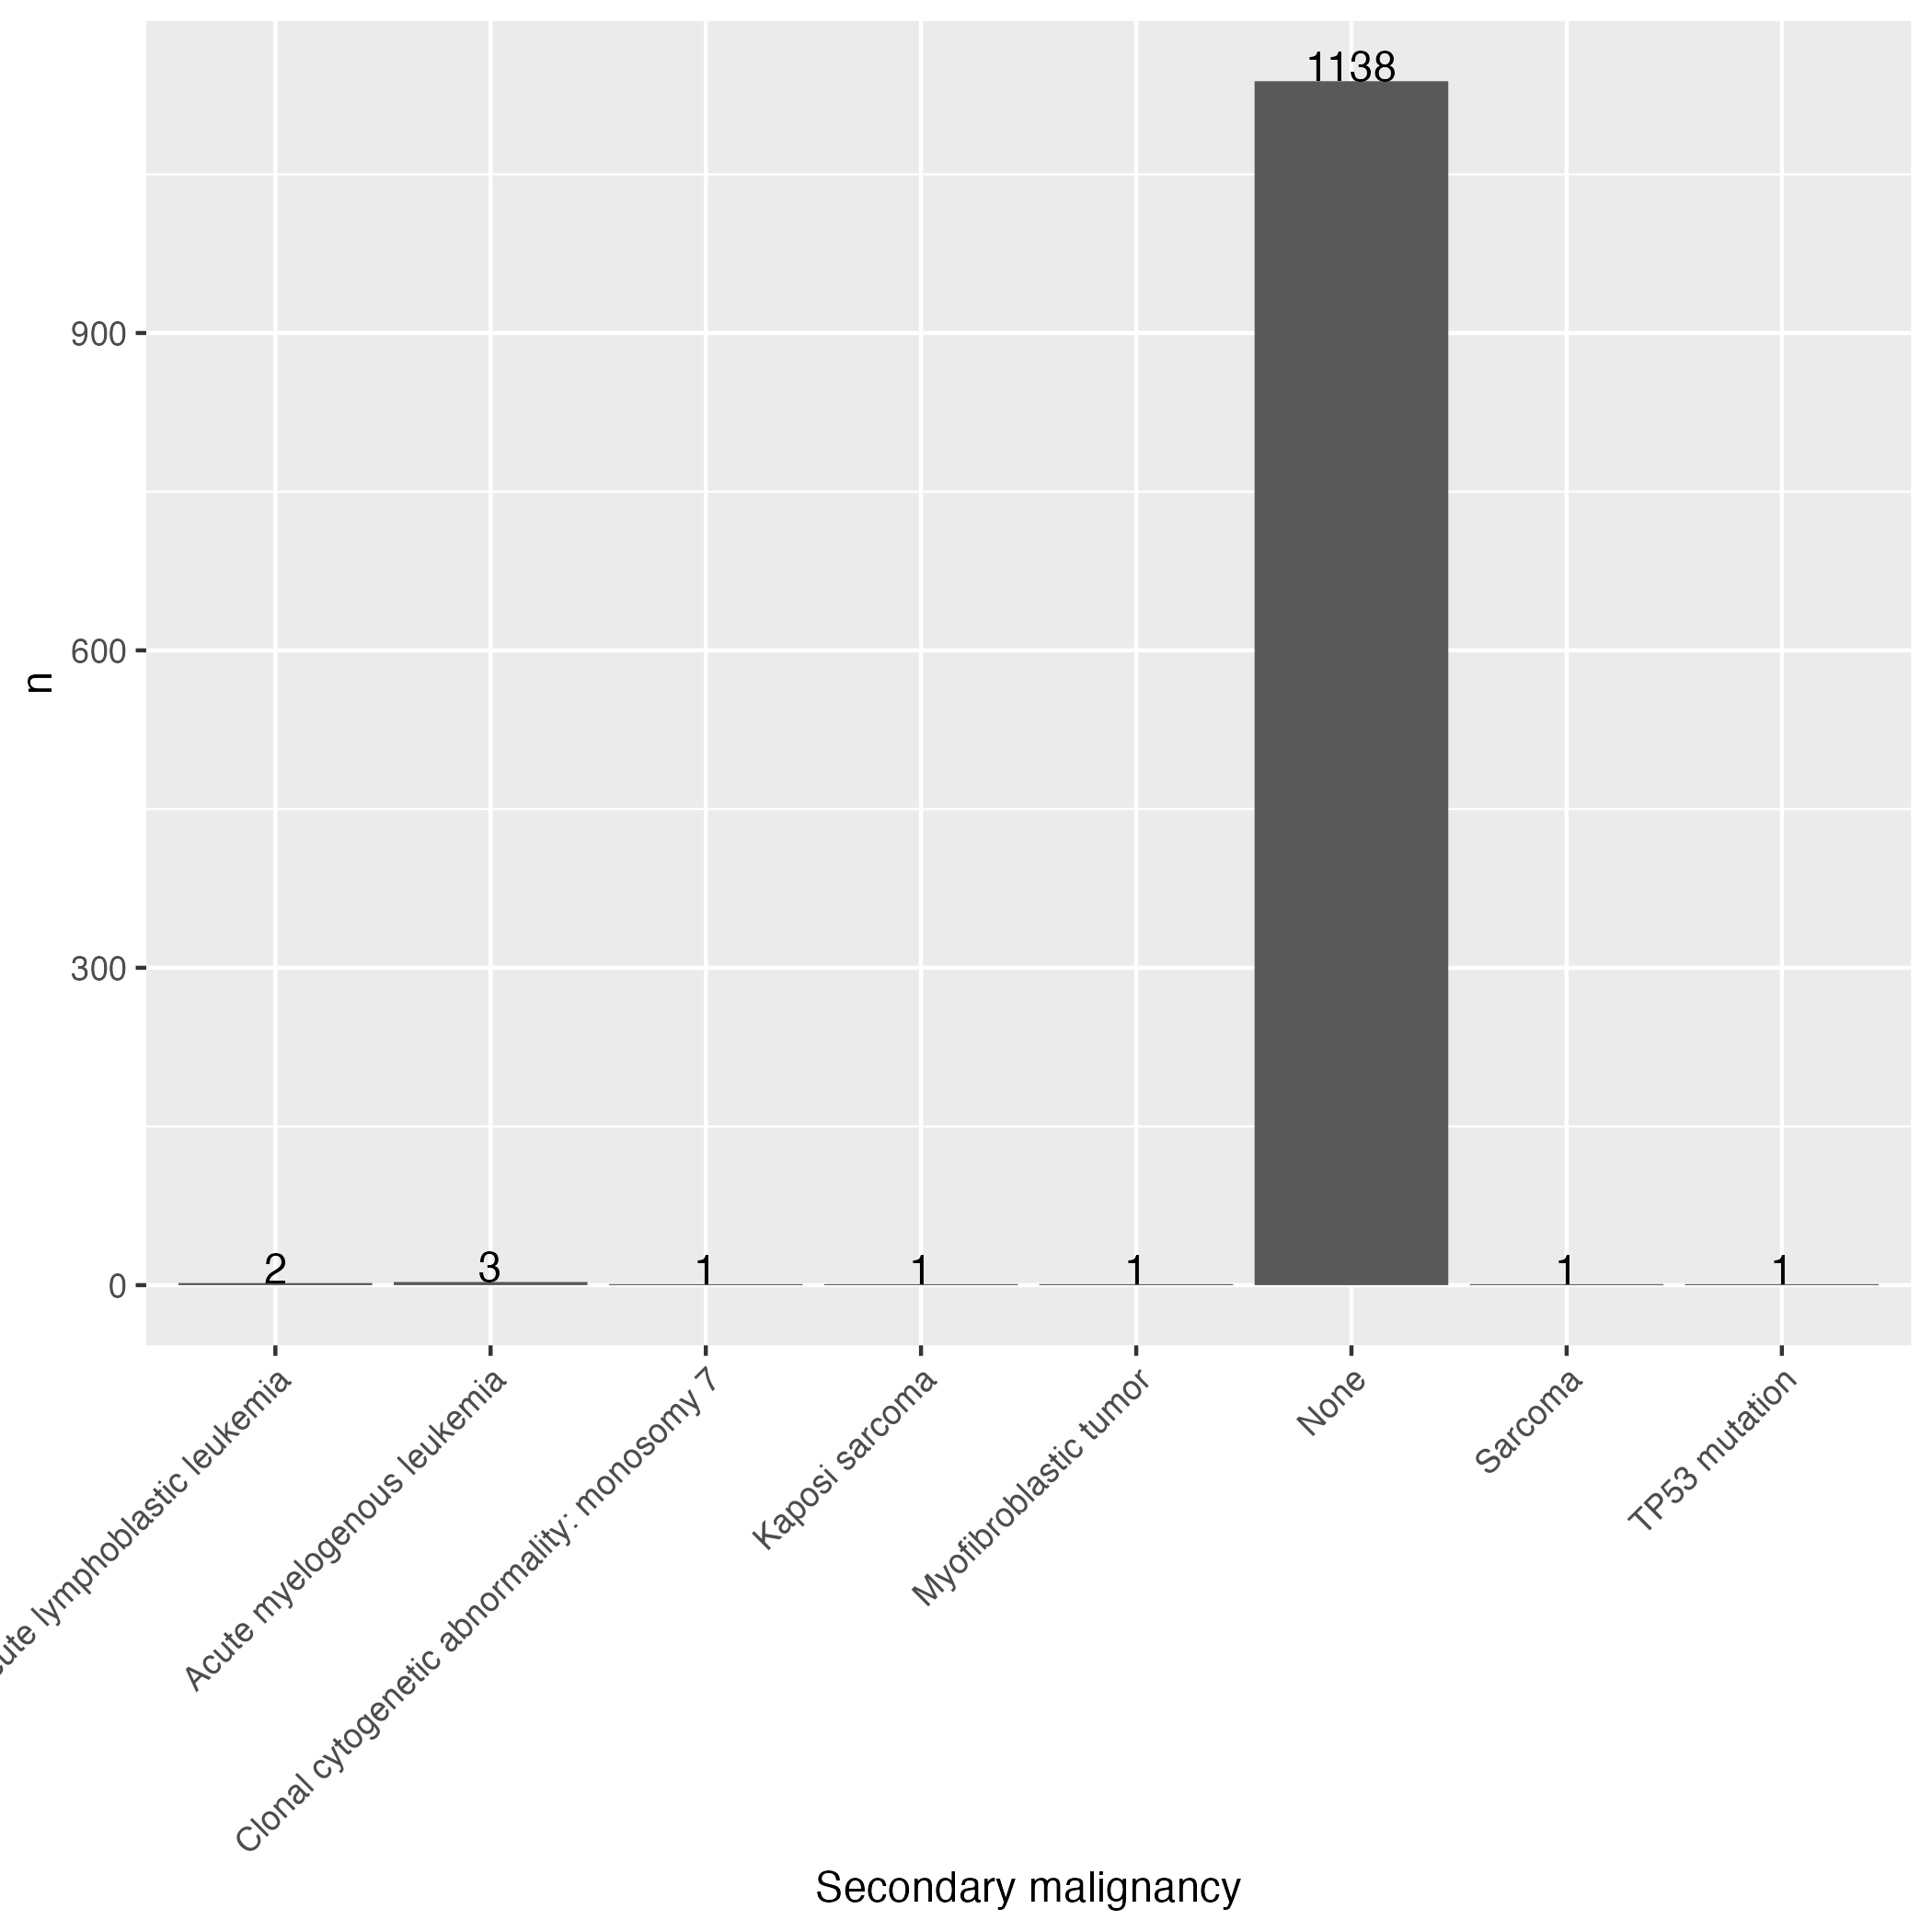 1138
900
600
300
0
n
2
3
1
1
1
1
1
lymphoblastic leukemia
Acute myelogenous leukemia
Clonal cytogenetic abnormality: monosomy 7
Kaposi sarcoma
Myofibroblastic tumor
None
Sarcoma
TP53 mutation
Secondary malignancy